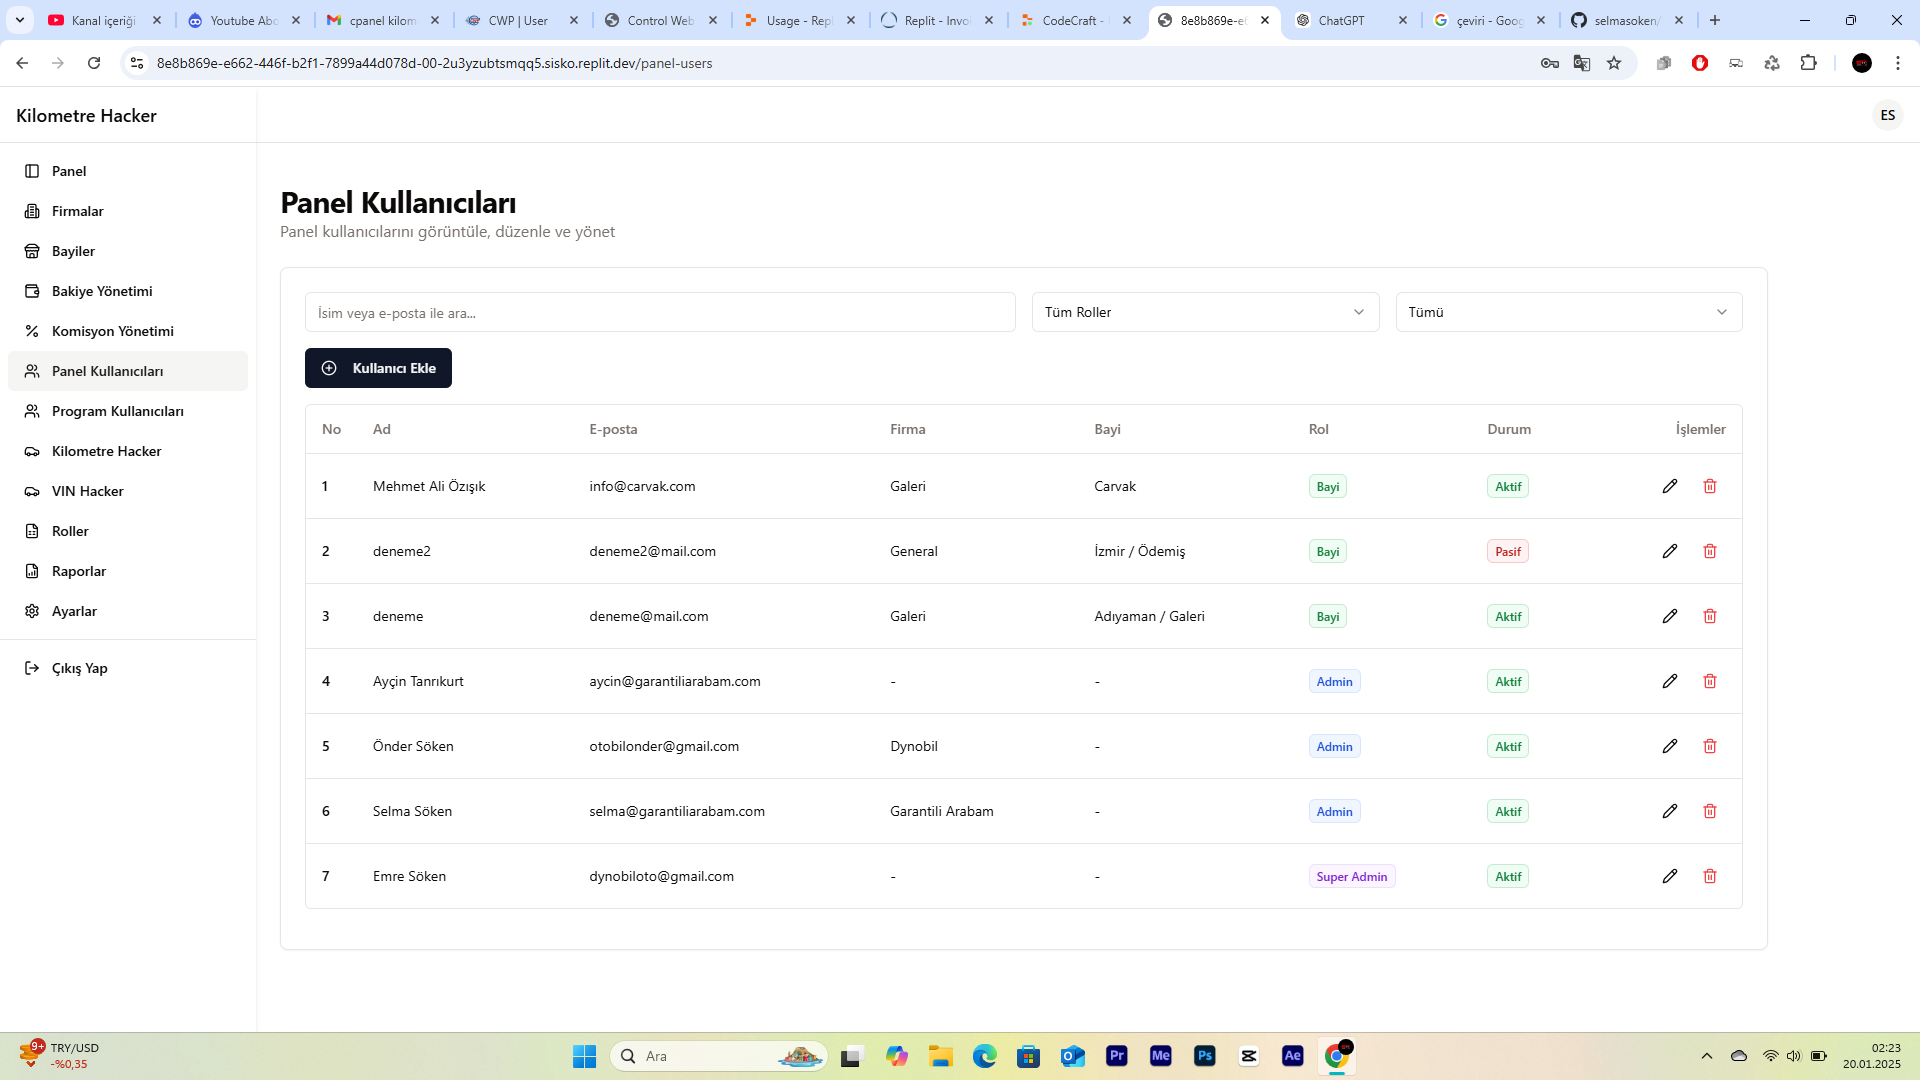 Kanal içeriği
Youtube Abo
cpanel kilom
CWP | User
Control Web
Usage - Repl
Replit - Invo
CodeCraft -
8e8b869e-e6
ChatGPT
çeviri - Goog
selmasoken/
8e8b869e-e662-446f-b2f1-7899a44d078d-00-2u3yzubtsmqq5.sisko.replit.dev/panel-users
Kilometre Hacker
ES
Panel
Firmalar
Bayiler
Bakiye Yönetimi
Komisyon Yönetimi
Panel Kullanıcıları
Program Kullanıcıları
Kilometre Hacker
VIN Hacker
Roller
Raporlar
Ayarlar
Çıkış Yap
Panel Kullanıcıları
Panel kullanıcılarını görüntüle, düzenle ve yönet
İsim veya e-posta ile ara...
Tüm Roller
Tümü
Kullanıcı Ekle
No Ad E-posta Firma Bayi Rol Durum İşlemler
1 Mehmet Ali Özışık info@carvak.com Galeri Carvak Bayi Aktif
2 deneme2 deneme2@mail.com General İzmir / Ödemiş Bayi Pasif
3 deneme deneme@mail.com Galeri Adıyaman / Galeri Bayi Aktif
4 Ayçin Tanrıkurt aycin@garantiliarabam.com - - Admin Aktif
5 Önder Söken otobilonder@gmail.com Dynobil - Admin Aktif
6 Selma Söken selma@garantiliarabam.com Garantili Arabam - Admin Aktif
7 Emre Söken dynobiloto@gmail.com - - Super Admin Aktif
9+
TRY/USD
-%0,35
Ara
Pr
Me
Ps
Ae
02:23
20.01.2025